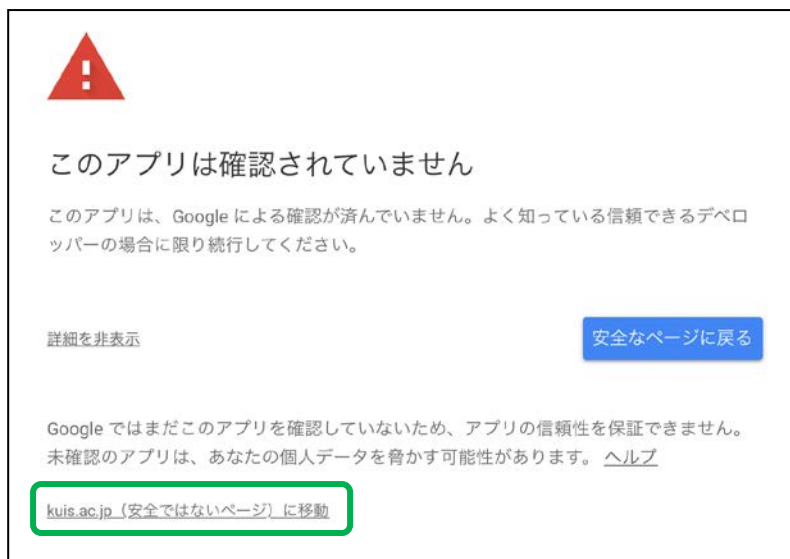 このアプリは確認されていません
このアプリは、Google による確認が済んでいません。よく知っている信頼できるデベロ
ッパーの場合に限り続行してください。
詳細を非表示
安全なページに戻る
Google ではまだこのアプリを確認していないため、アプリの信頼性を保証できません。
未確認のアプリは、あなたの個人データを脅かす可能性があります。 ヘルプ
kuis.ac.jp（安全ではないページ）に移動